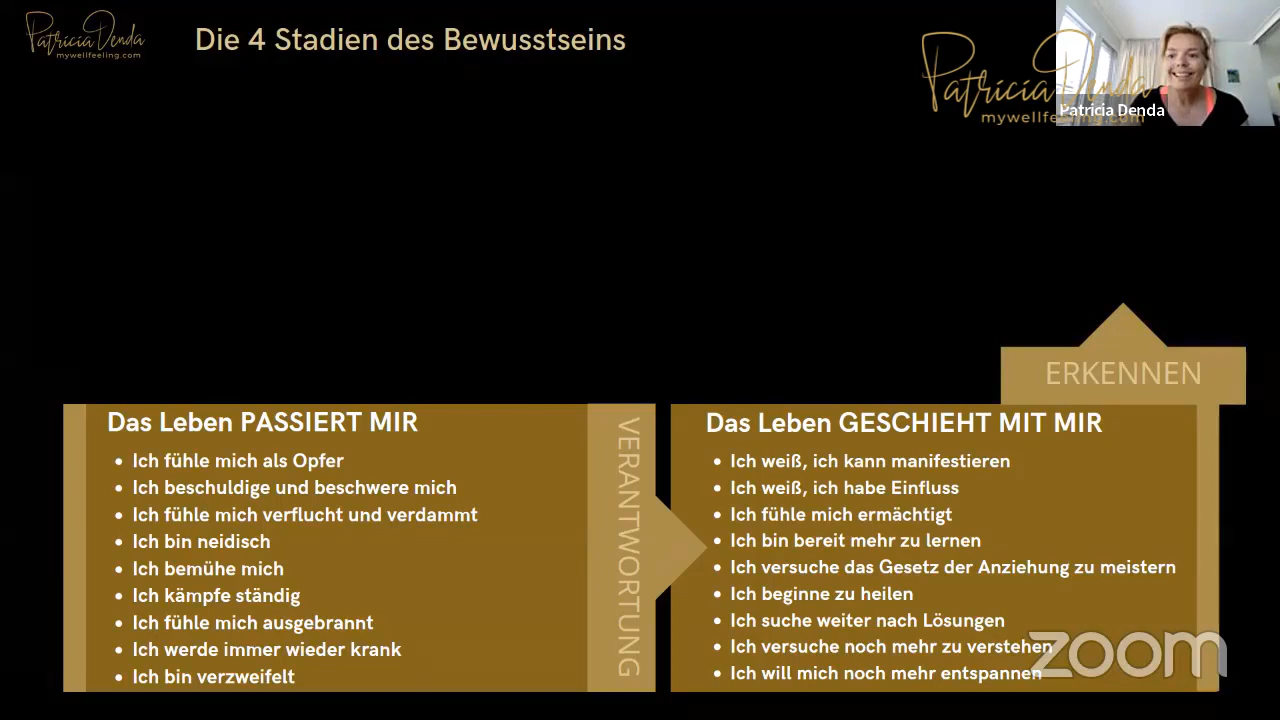 Patricia Denda
mywellfeeling.com
Die 4 Stadien des Bewusstseins
Patricia Denda
mywellfeeling.com
Patricia Denda
ERKENNEN
Das Leben PASSIERT MIR
• Ich fühle mich als Opfer
• Ich beschuldige und beschwere mich
• Ich fühle mich verflucht und verdammt
• Ich bin neidisch
• Ich bemühe mich
• Ich kämpfe ständig
• Ich fühle mich ausgebrannt
• Ich werde immer wieder krank
• Ich bin verzweifelt
VERANTWORTUNG
Das Leben GESCHIEHT MIT MIR
• Ich weiß, ich kann manifestieren
• Ich weiß, ich habe Einfluss
• Ich fühle mich ermächtigt
• Ich bin bereit mehr zu lernen
• Ich versuche das Gesetz der Anziehung zu meistern
• Ich beginne zu heilen
• Ich suche weiter nach Lösungen
• Ich versuche noch mehr zu verstehen
• Ich will mich noch mehr entspannen
zoom